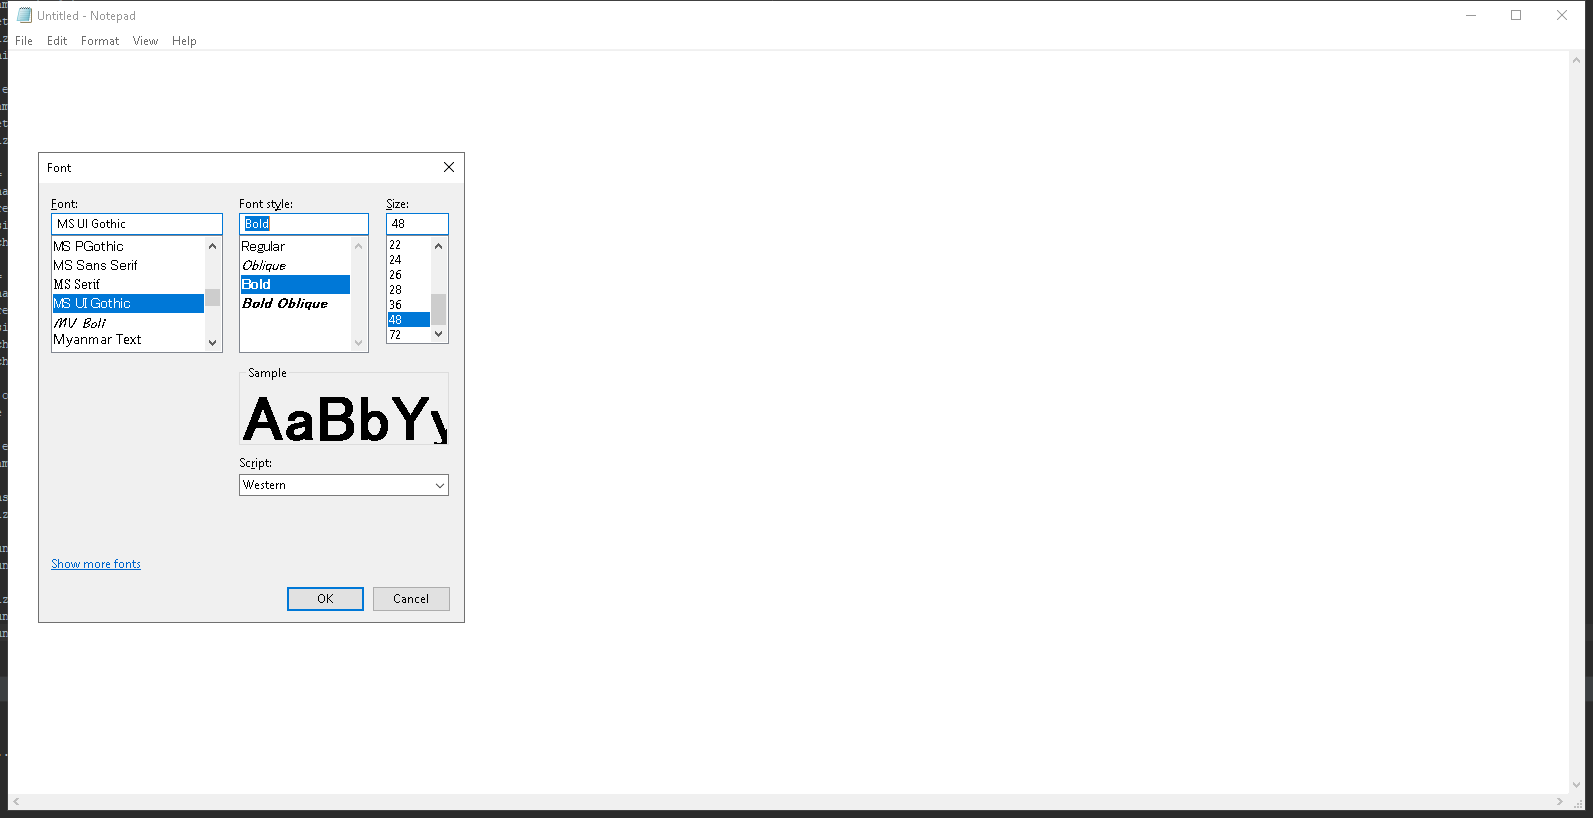 Untitled - Notepad
File Edit Format View Help
Font
Font: Font style: Size:
MS UI Gothic Bold 48
MS PGothic
MS Sans Serif
MS Serif
MS UI Gothic
MV Boli
Myanmar Text
Regular
Oblique
Bold
Bold Oblique
22
24
26
28
36
48
72
Sample
AaBbYy
Script:
Western
Show more fonts
OK Cancel